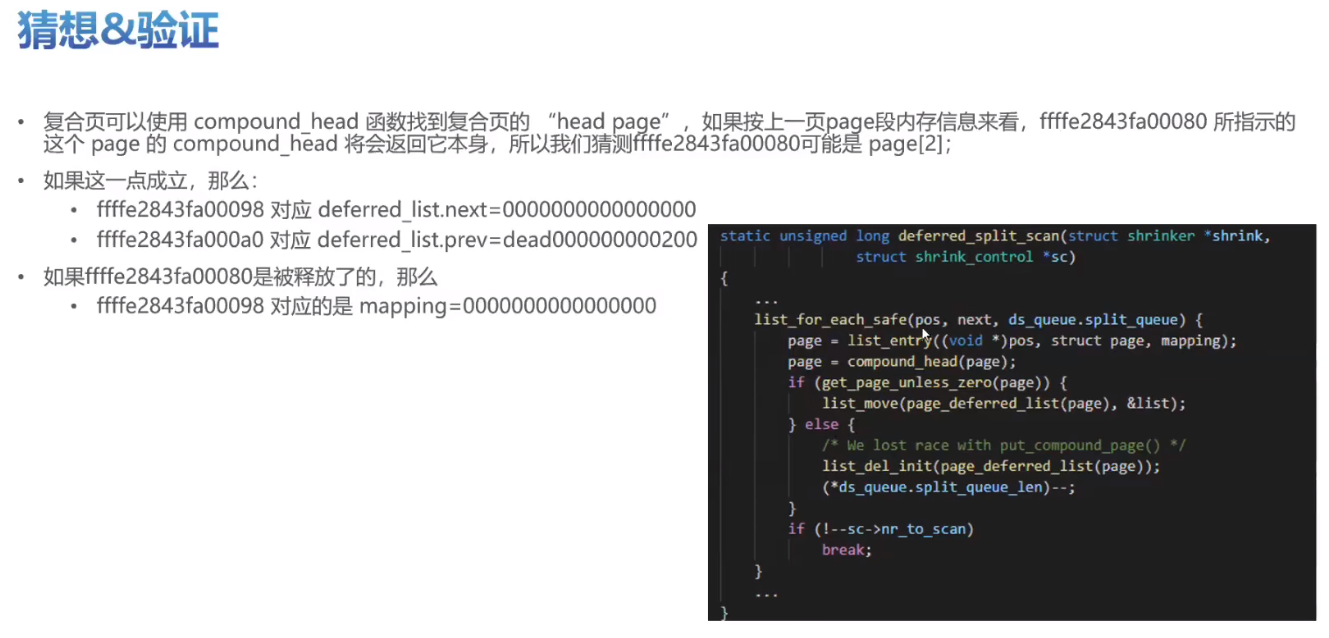 猜想&验证
• 复合页可以使用 compound_head 函数找到复合页的 “head page”，如果按上一页page段内存信息来看，ffffe2843fa00080 所指示的
这个 page 的 compound_head 将会返回它本身，所以我们猜测ffffe2843fa00080可能是 page[2]；
• 如果这一点成立，那么：
• ffffe2843fa00098 对应 deferred_list.next=0000000000000000
• ffffe2843fa000a0 对应 deferred_list.prev=dead000000000200
• 如果ffffe2843fa00080是被释放了的，那么
• ffffe2843fa00098 对应的是 mapping=0000000000000000
static unsigned long deferred_split_scan(struct shrinker *shrink,
struct shrink_control *sc)
{
...
list_for_each_safe(pos, next, ds_queue.split_queue) {
page = list_entry((void *)pos, struct page, mapping);
page = compound_head(page);
if (get_page_unless_zero(page)) {
list_move(page_deferred_list(page), &list);
} else {
/* We lost race with put_compound_page() */
list_del_init(page_deferred_list(page));
(*ds_queue.split_queue_len)--;
}
if (!--sc->nr_to_scan)
break;
}
...
}